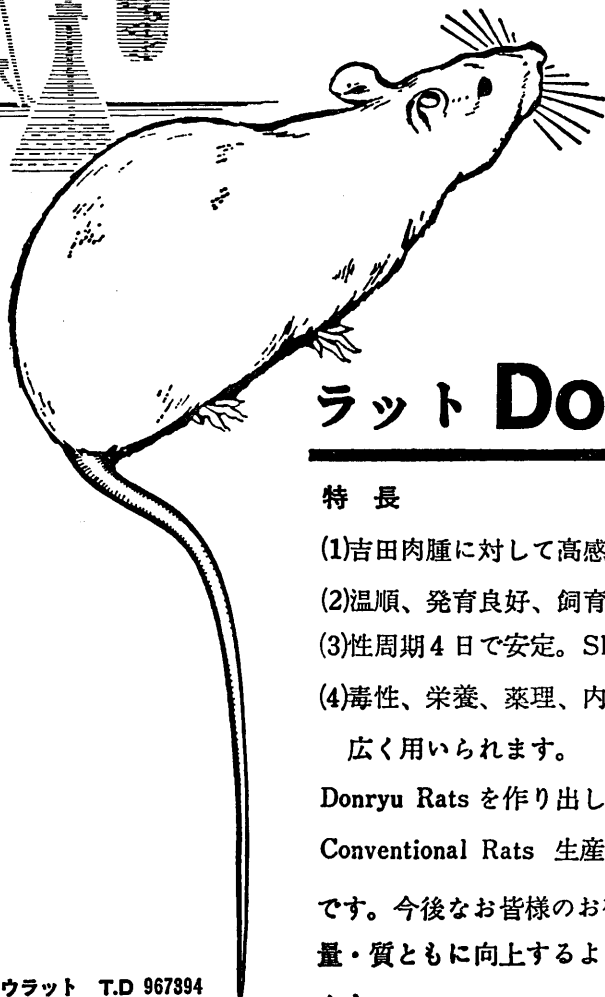 ラット Do
特 長
(1)吉田肉腫に対して高感
(2)温順、発育良好、飼育
(3)性周期4日で安定。S
(4)毒性、栄養、薬理、内
広く用いられます。
Donryu Rats を作り出し
Conventional Rats 生産
です。今後なお皆様のお
量・質ともに向上するよ
ウラット T.D 967394